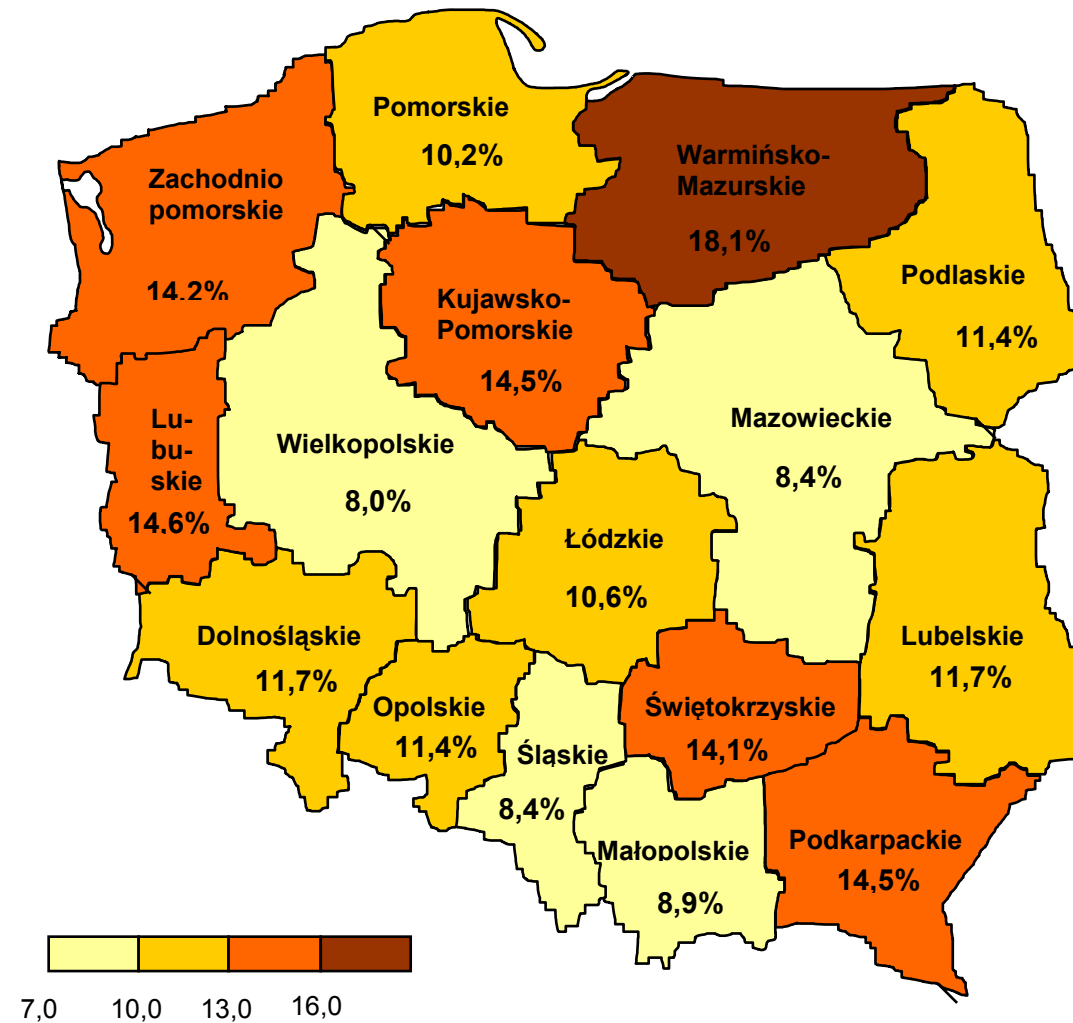 Pomorskie
10,2%
Warmińsko-
Mazurskie
18,1%
Zachodnio
pomorskie
14,2%
Podlaskie
11,4%
Kujawsko-
Pomorskie
14,5%
Lu-
bu-
skie
14,6%
Wielkopolskie
8,0%
Mazowieckie
8,4%
Łódzkie
10,6%
Dolnośląskie
11,7%
Lubelskie
11,7%
Opolskie
11,4%
Śląskie
8,4%
Świętokrzyskie
14,1%
Małopolskie
8,9%
Podkarpackie
14,5%
7,0 10,0 13,0 16,0